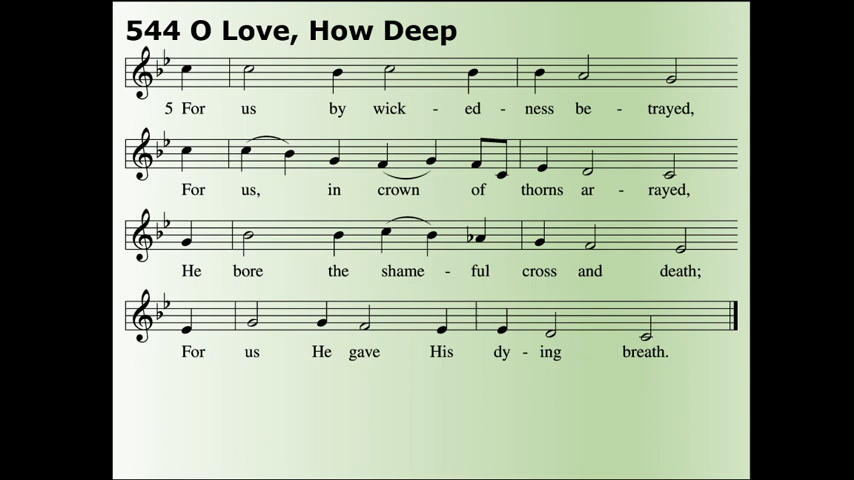 544 O Love, How Deep
5 For us by wick - ed - ness be - trayed,
For us, in crown of thorns ar - rayed,
He bore the shame - ful cross and death;
For us He gave His dy - ing breath.